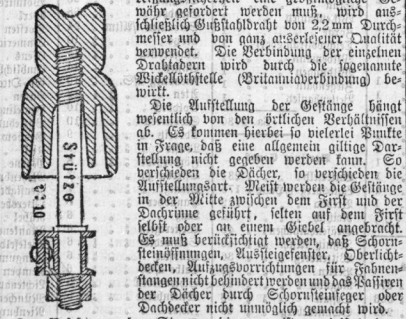 Stütze
1:10
währ gefordert werden muß, wird aus-
schließlich Gußstahldraht von 2,2 mm Durch-
messer und von ganz auserlesener Qualität
verwendet. Die Verbindung der einzelnen
Drahtadern wird durch die sogenannte
Wickellöthstelle (Britanniaverbindung) be-
wirkt.
Die Aufstellung der Gestänge hängt
wesentlich von den örtlichen Verhältnissen
ab. Es kommen hierbei so vielerlei Punkte
in Frage, daß eine allgemein giltige Dar-
stellung nicht gegeben werden kann. So
verschieden die Dächer, so verschieden die
Aufstellungsart. Meist werden die Gestänge
in der Mitte zwischen dem First und der
Dachrinne geführt, selten auf dem First
selbst oder an einem Giebel angebracht.
Es muß berücksichtigt werden, daß Schorn-
steinöffnungen, Aussteigefenster, Oberlicht-
decken, Aufzugsvorrichtungen für Fahnen-
stangen nicht behindert werden und das Passiren
der Dächer durch Schornsteinfeger oder
Dachdecker nicht unmöglich gemacht wird.